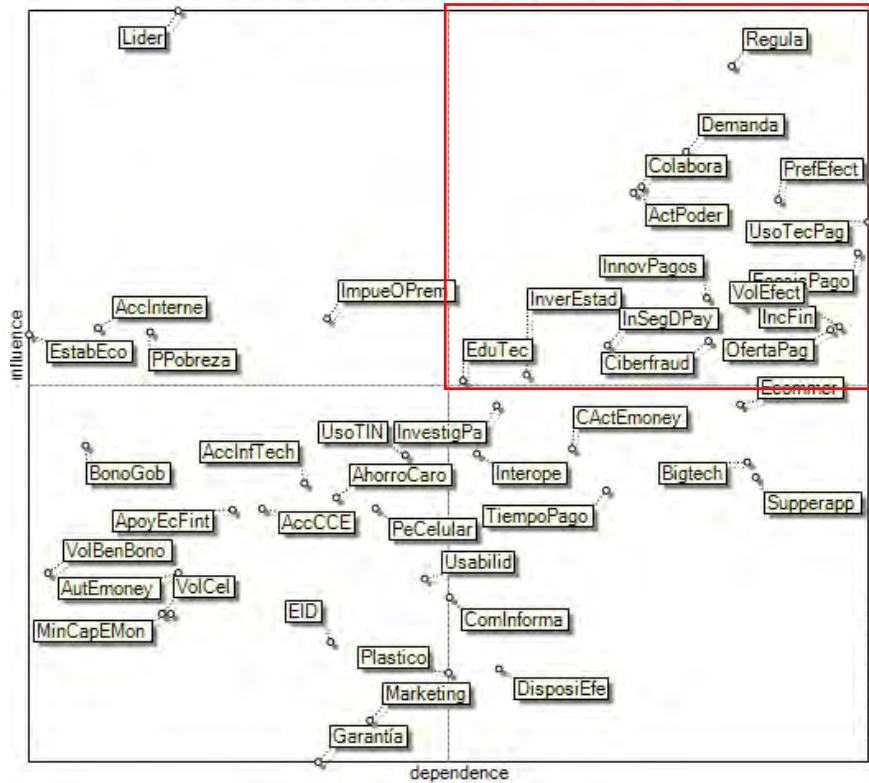 Lider
Regula
Demanda
Colabora
PrefEfect
ActPoder
UsoTecPag
InnovPagos
ImpueOPrem
VolEfect
InverEstad
AccInterne
InSegDPay
IncFin
EstabEco
PPobreza
EduTec
Ciberfraud
OfertaPag
influence
Ecommer
UsoTIN
InvestigPa
CActEmoney
AccInfTech
BonoGob
AhorroCaro
Interope
Bigtech
Supperapp
ApoyEcFint
AccCCE
PeCelular
TiempoPago
VolBenBono
AutEmoney
VolCel
Usabilid
EID
ComInforma
MinCapEMon
Plastico
DisposiEfe
Marketing
Garantía
dependence